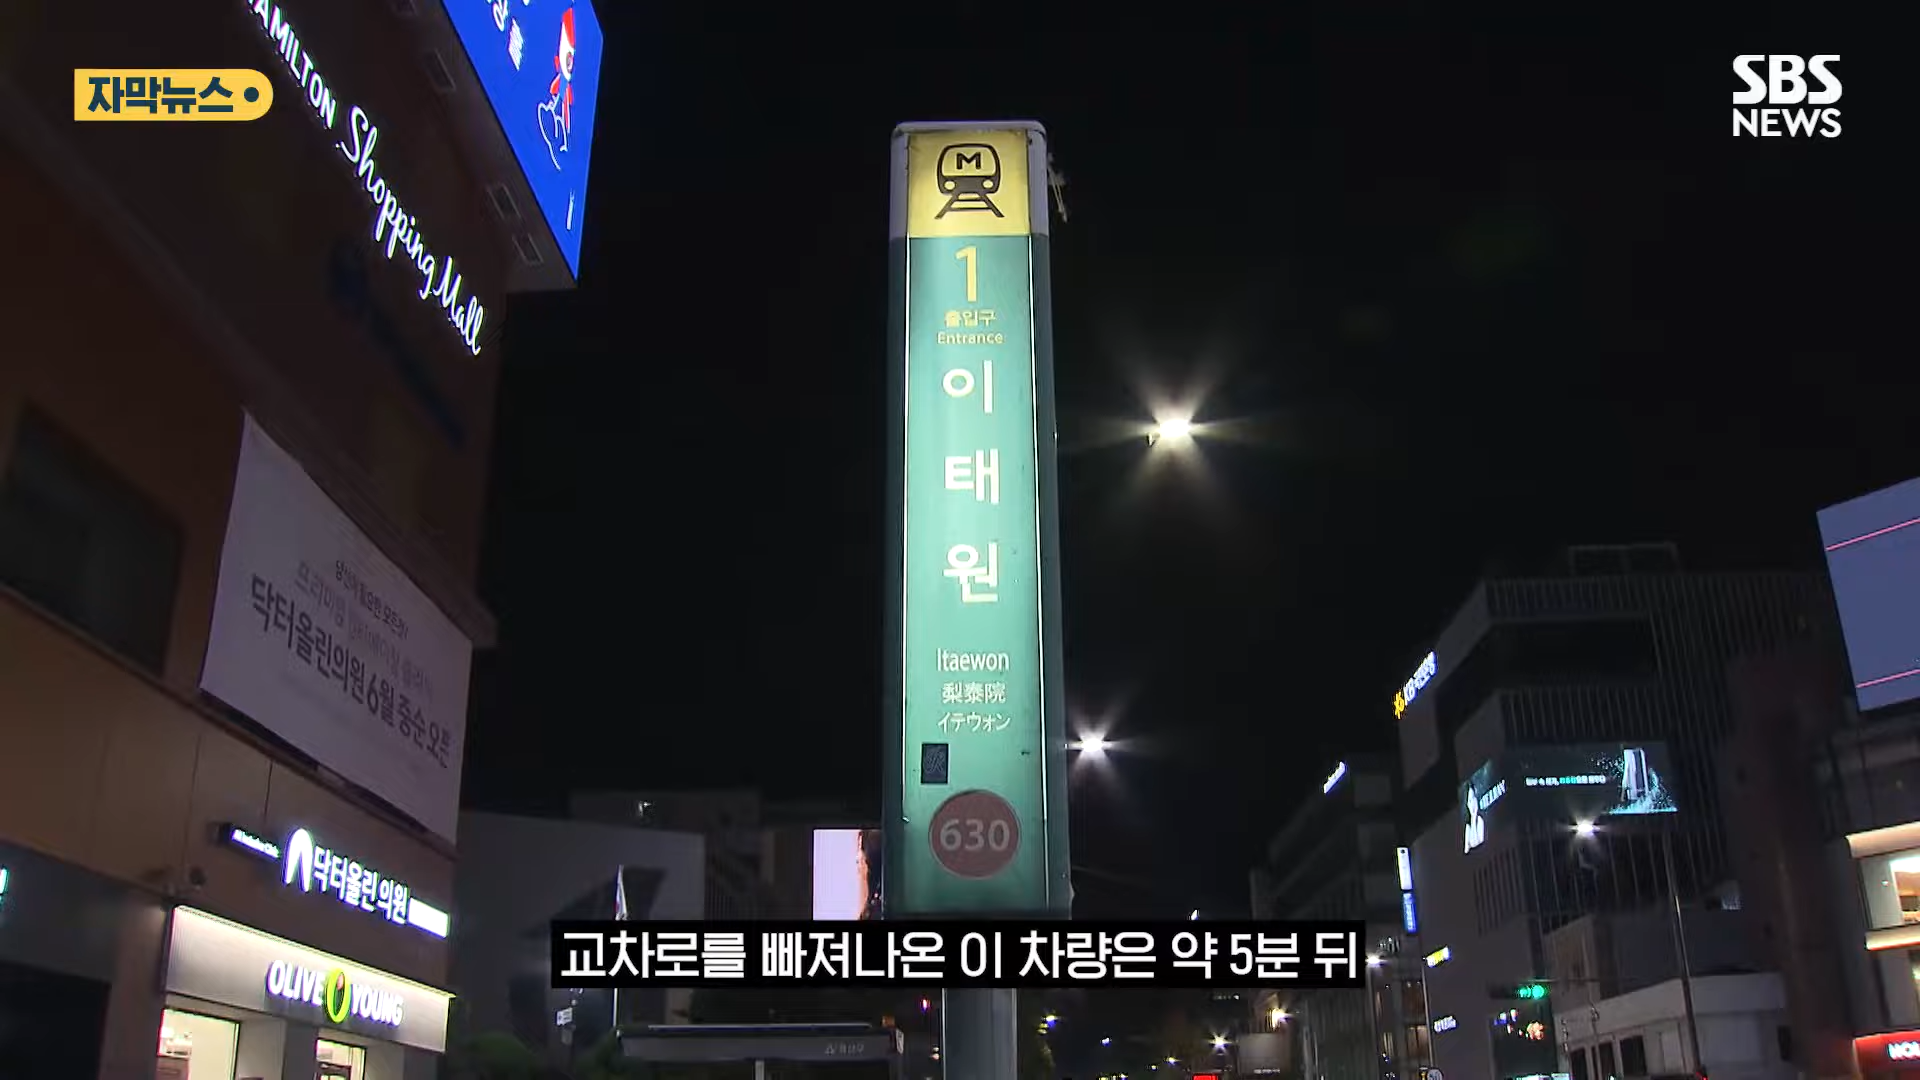 자막뉴스
SBS
NEWS
HAMILTON Shopping Mall
M
1
출입구
Entrance
이태원
Itaewon
梨泰院
イテウォン
630
닥터올린의원 6월 중순 오픈
닥터올린의원
OLIVE YOUNG
교차로를 빠져나온 이 차량은 약 5분 뒤